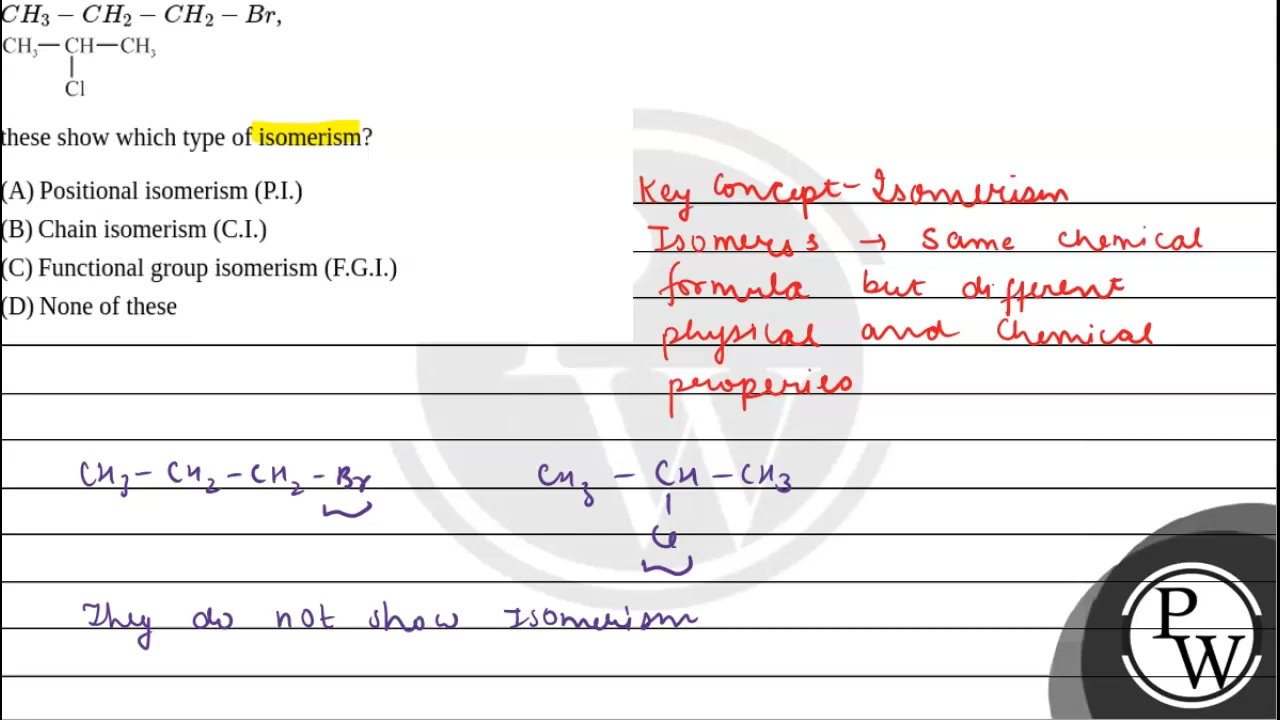 CH₃ − CH₂ − CH₂ − Br,
CH₃—CH—CH₃
|
Cl
these show which type of isomerism?
(A) Positional isomerism (P.I.)
(B) Chain isomerism (C.I.)
(C) Functional group isomerism (F.G.I.)
(D) None of these
Key Concept - Isomerism
Isomers → Same chemical
formula but different
physical and Chemical
properies
CH₃ − CH₂ − CH₂ − Br
CH₃ − CH − CH₃
|
Cl
They do not show Isomerism
PW